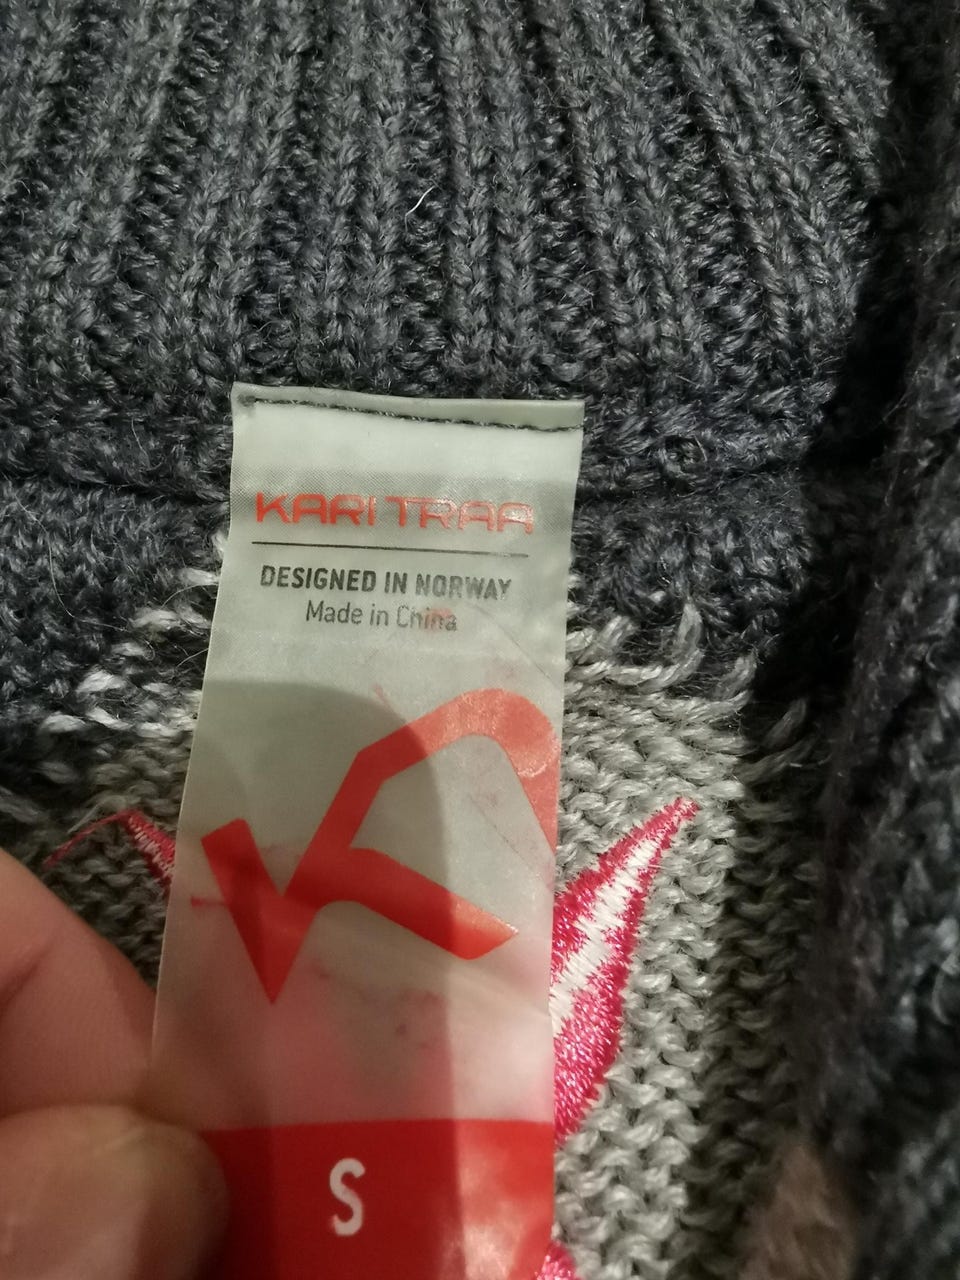 KARI TRAA
DESIGNED IN NORWAY
Made in China
S